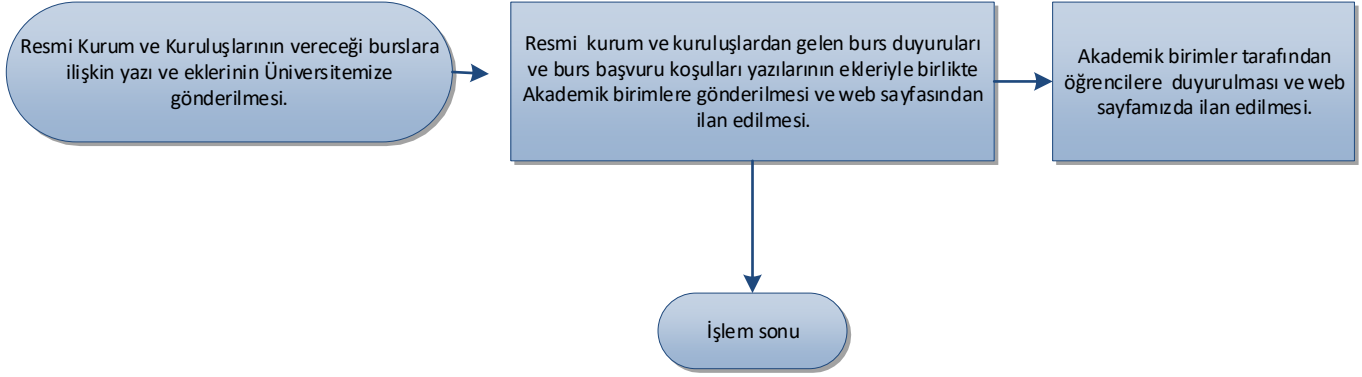 Resmi Kurum ve Kuruluşlarının vereceği burslara
ilişkin yazı ve eklerinin Üniversitemize
gönderilmesi.
Resmi kurum ve kuruluşlardan gelen burs duyuruları
ve burs başvuru koşulları yazılarının ekleriyle birlikte
Akademik birimlere gönderilmesi ve web sayfasından
ilan edilmesi.
Akademik birimler tarafından
öğrencilere duyurulması ve web
sayfamızda ilan edilmesi.
İşlem sonu